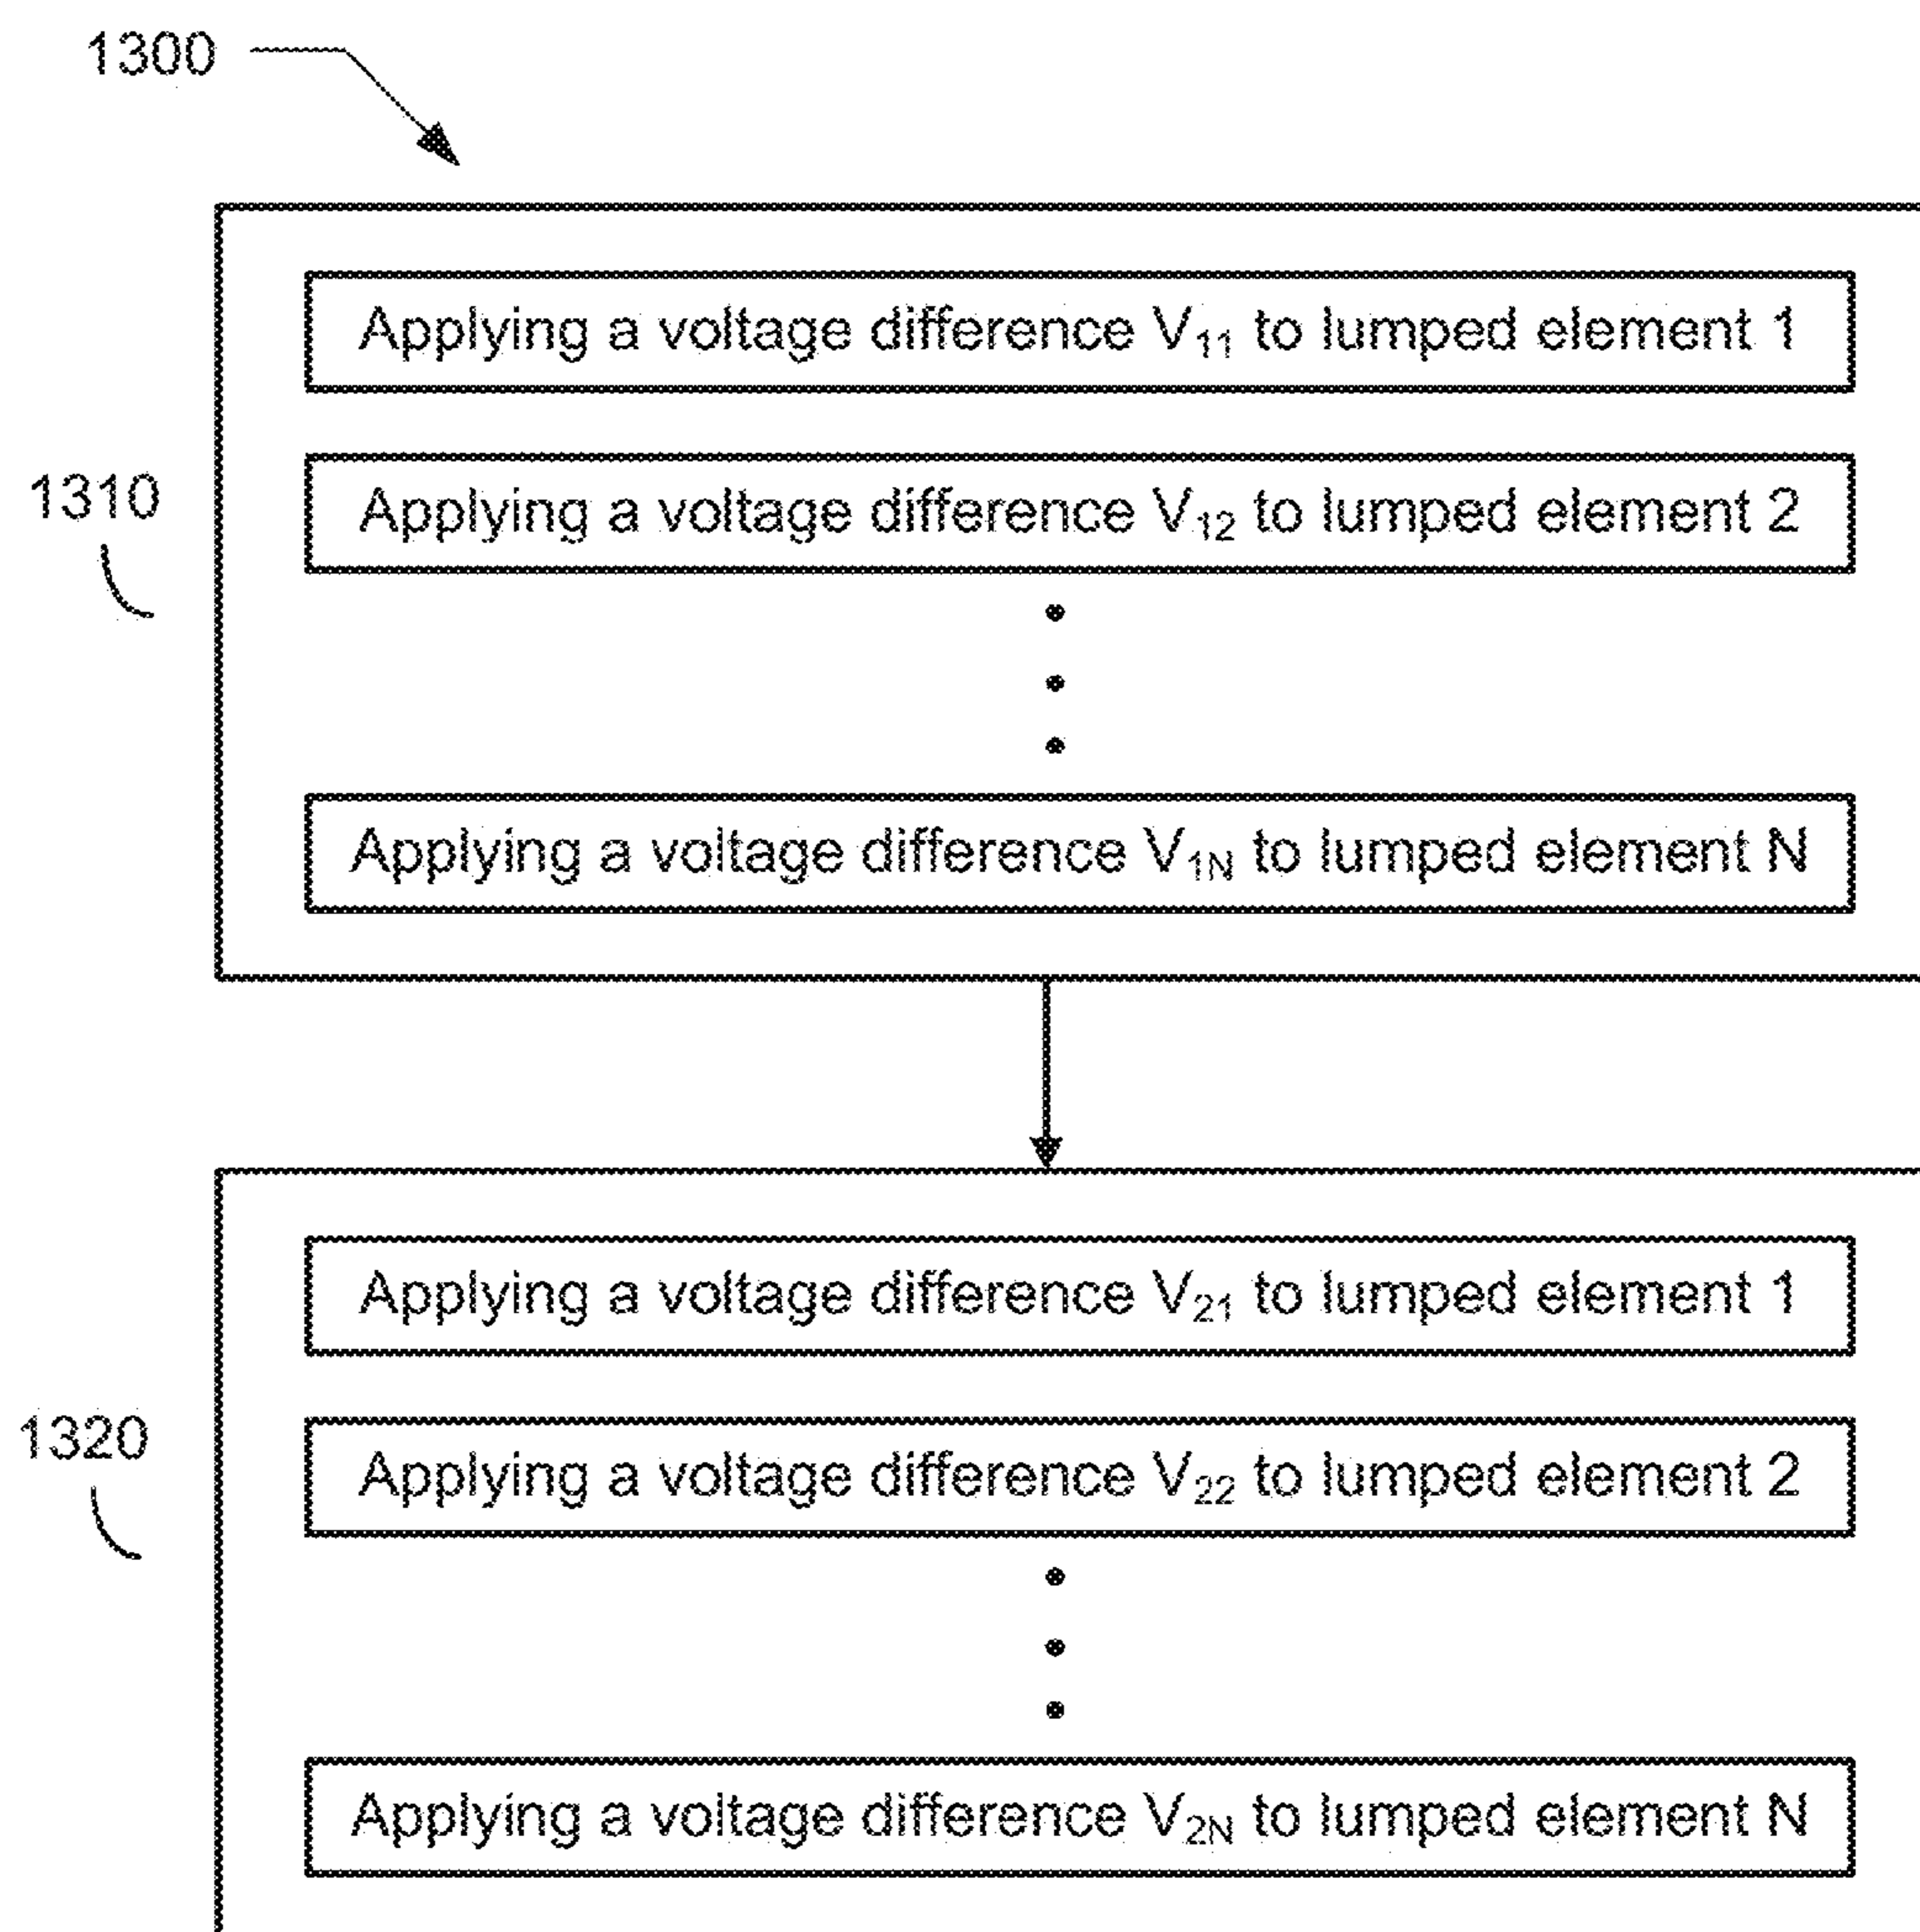 1300
Applying a voltage difference V₁₁ to lumped element 1
1310
Applying a voltage difference V₁₂ to lumped element 2
Applying a voltage difference V₁N to lumped element N
Applying a voltage difference V₂₁ to lumped element 1
1320
Applying a voltage difference V₂₂ to lumped element 2
Applying a voltage difference V₂N to lumped element N